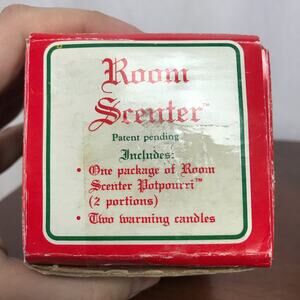 Room
Scenter™
Patent pending
Includes:
• One package of Room
Scenter Potpourri™
(2 portions)
• Two warming candles